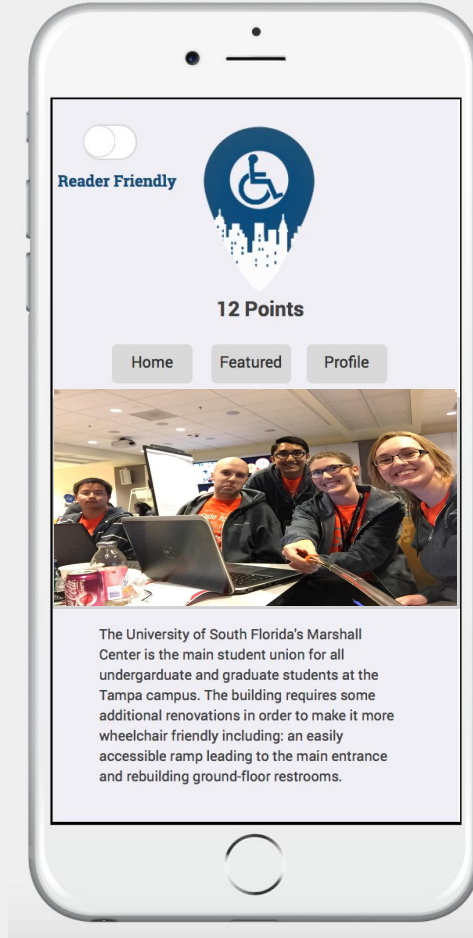 Reader Friendly
12 Points
Home Featured Profile
The University of South Florida's Marshall
Center is the main student union for all
undergarduate and graduate students at the
Tampa campus. The building requires some
additional renovations in order to make it more
wheelchair friendly including: an easily
accessible ramp leading to the main entrance
and rebuilding ground-floor restrooms.